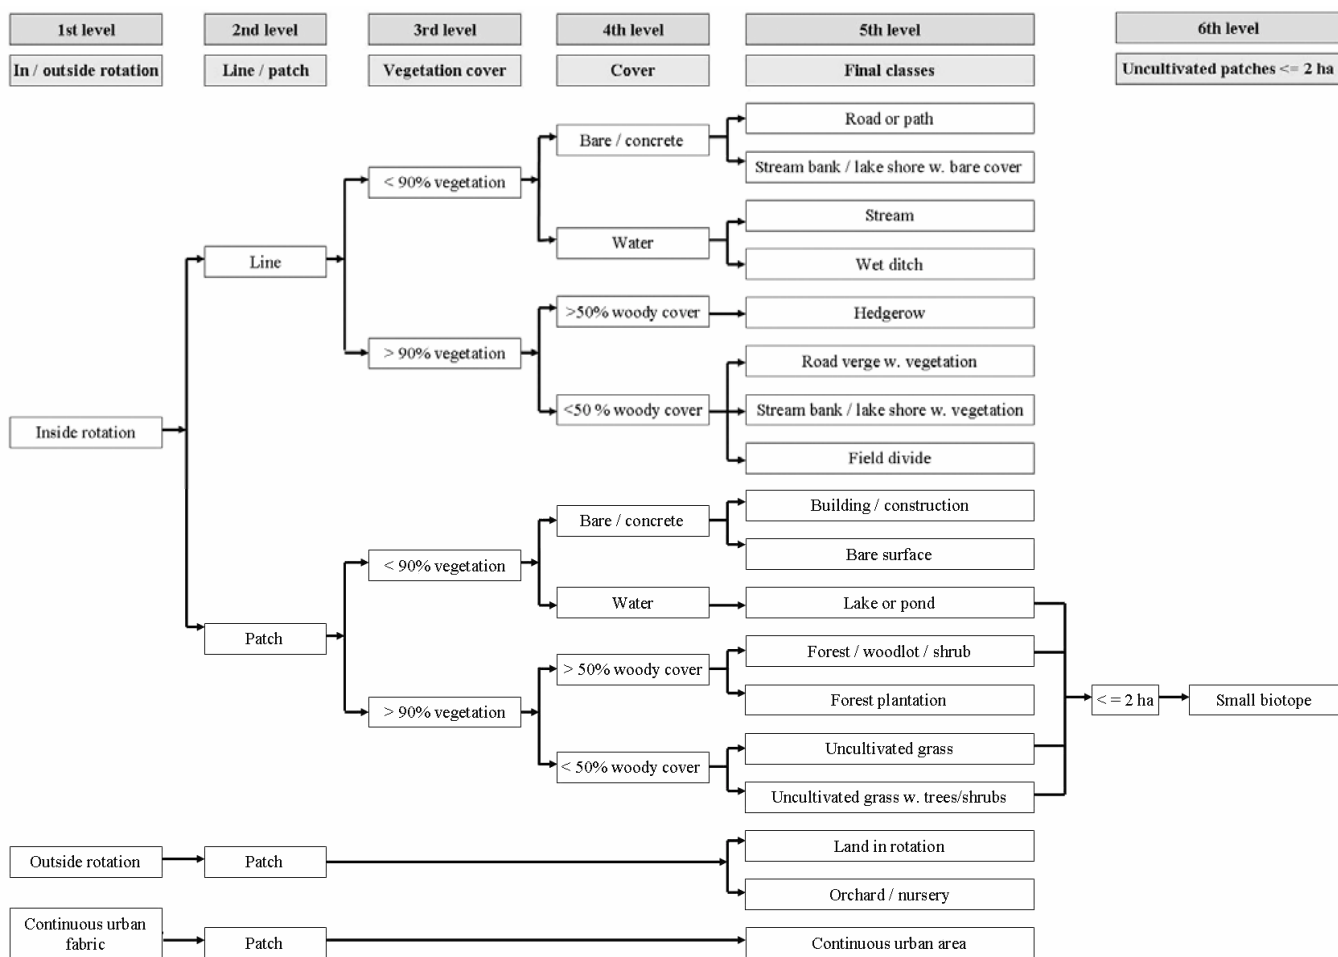 1st level
2nd level
3rd level
4th level
5th level
6th level
In / outside rotation
Line / patch
Vegetation cover
Cover
Final classes
Uncultivated patches <= 2 ha
Inside rotation
Line
< 90% vegetation
Bare / concrete
Road or path
Stream bank / lake shore w. bare cover
Water
Stream
Wet ditch
> 90% vegetation
>50% woody cover
Hedgerow
<50 % woody cover
Road verge w. vegetation
Stream bank / lake shore w. vegetation
Field divide
Patch
< 90% vegetation
Bare / concrete
Building / construction
Bare surface
Water
Lake or pond
> 90% vegetation
> 50% woody cover
Forest / woodlot / shrub
Forest plantation
< 50% woody cover
Uncultivated grass
Uncultivated grass w. trees/shrubs
< = 2 ha
Small biotope
Outside rotation
Patch
Land in rotation
Orchard / nursery
Continuous urban
fabric
Patch
Continuous urban area